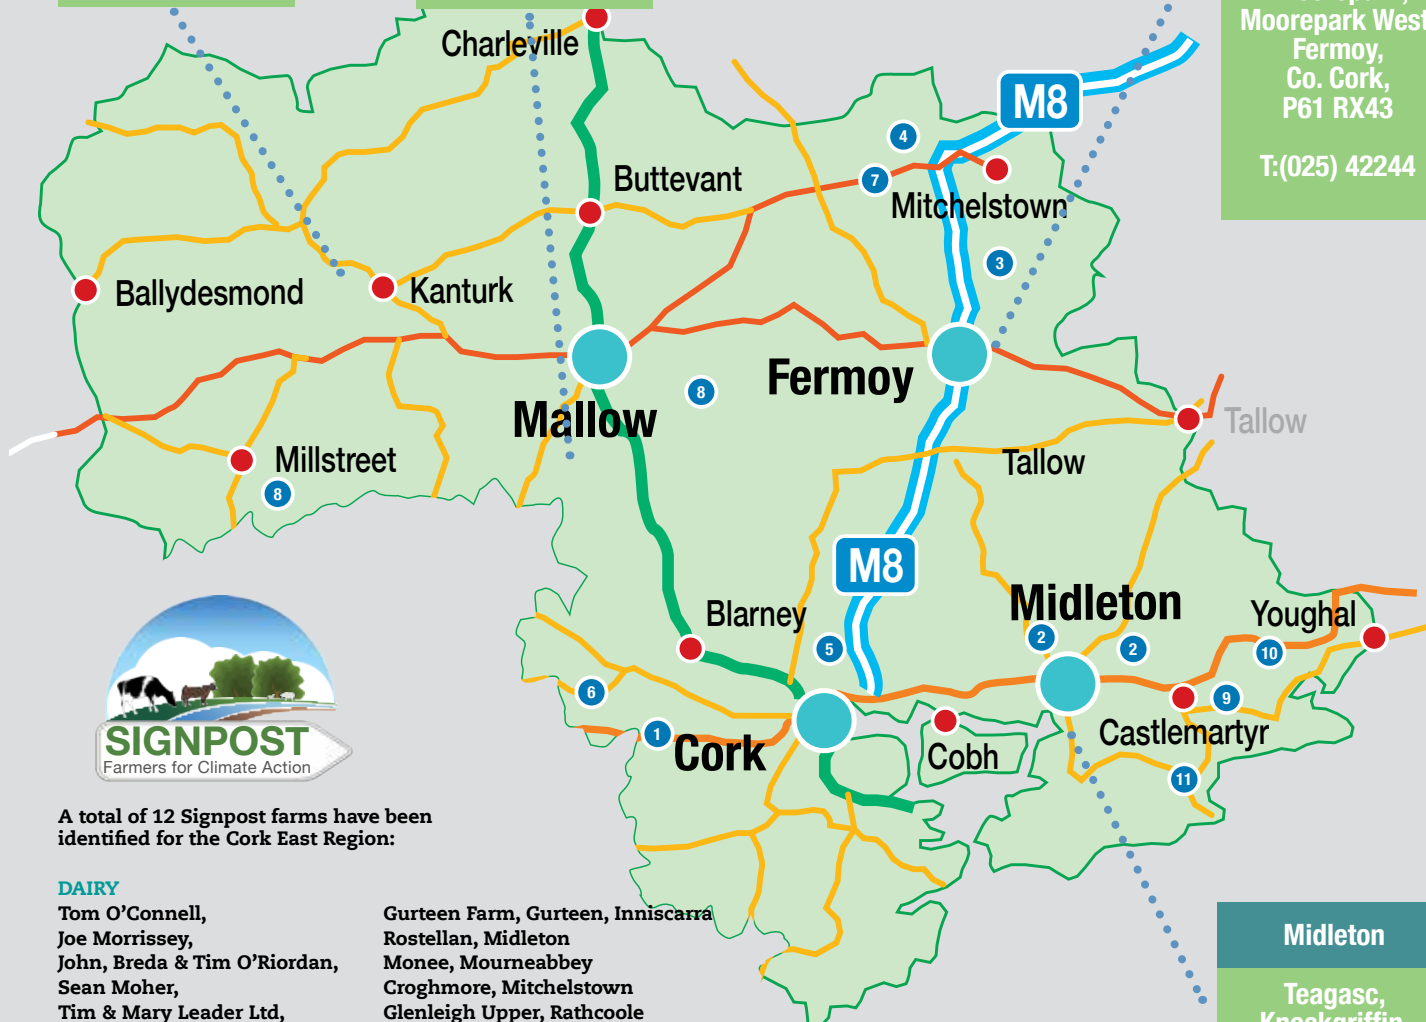 Charleville
M8
Moorepark West
Fermoy,
Co. Cork,
P61 RX43
T:(025) 42244
4
Buttevant
7
Mitchelstown
3
Ballydesmond
Kanturk
Fermoy
8
Mallow
Tallow
Millstreet
Tallow
8
M8
Midleton
Blarney
Youghal
5
2
2
10
6
9
1
Cork
Castlemartyr
Cobh
11
SIGNPOST
Farmers for Climate Action
A total of 12 Signpost farms have been
identified for the Cork East Region:
DAIRY
Tom O’Connell, Gurteen Farm, Gurteen, Inniscarra
Joe Morrissey, Rostellan, Midleton
John, Breda & Tim O’Riordan, Monee, Mourneabbey
Sean Moher, Croghmore, Mitchelstown
Tim & Mary Leader Ltd, Glenleigh Upper, Rathcoole
Midleton
Teagasc,